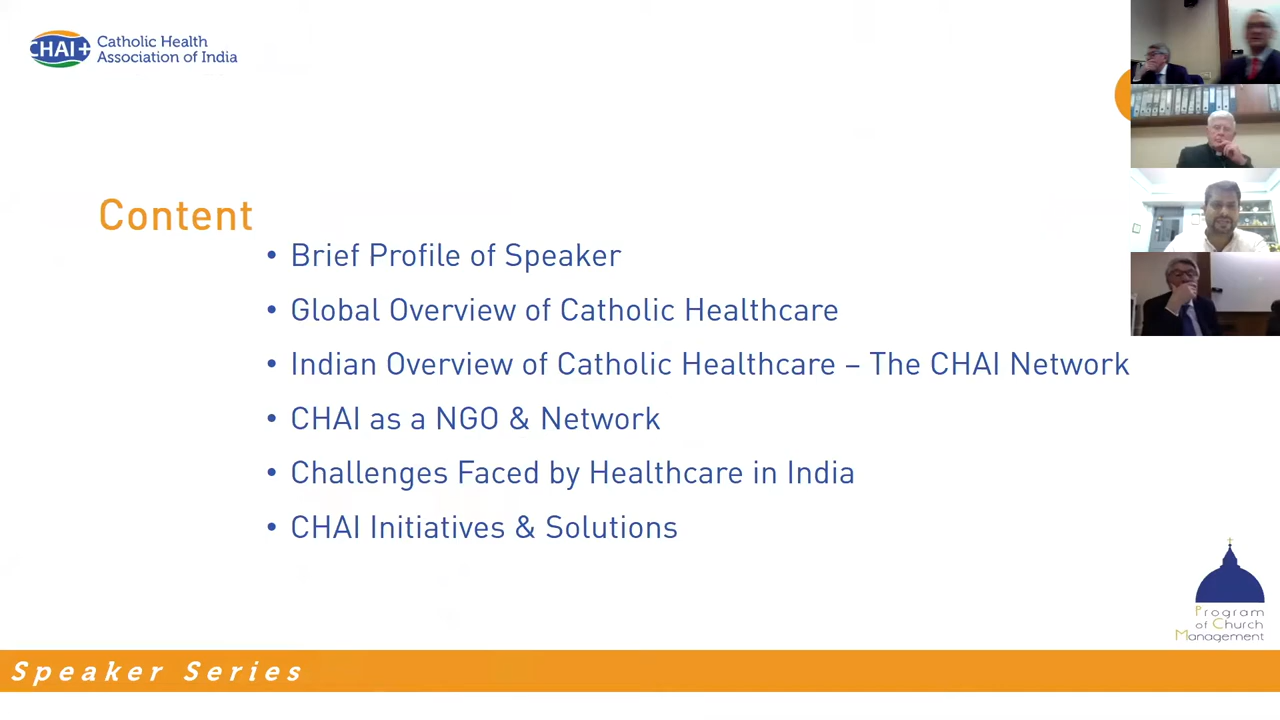 CHAI+
Catholic Health
Association of India
Content
• Brief Profile of Speaker
• Global Overview of Catholic Healthcare
• Indian Overview of Catholic Healthcare – The CHAI Network
• CHAI as a NGO & Network
• Challenges Faced by Healthcare in India
• CHAI Initiatives & Solutions
Program
of Church
Management
Speaker Series